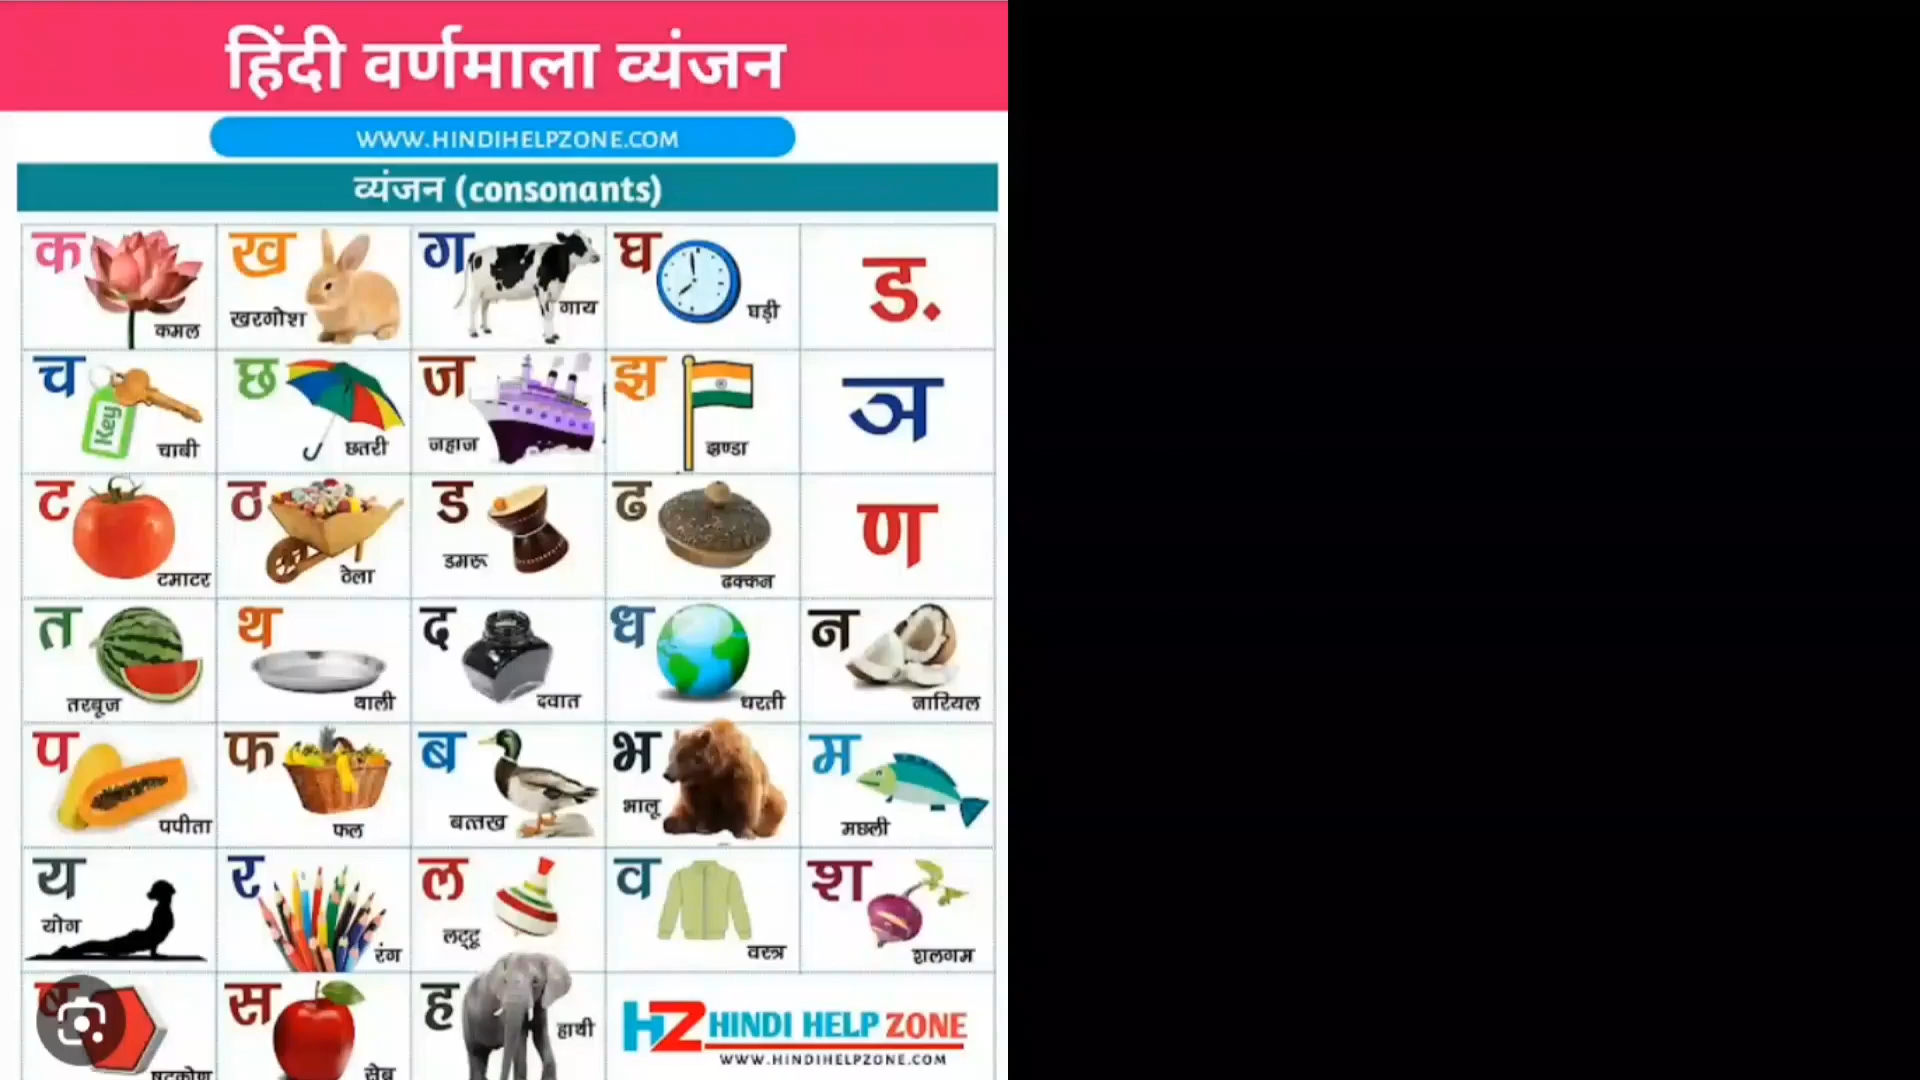 हिंदी वर्णमाला व्यंजन
WWW.HINDIHELPZONE.COM
व्यंजन (consonants)
क कमल ख खरगोश ग गाय घ घड़ी ड.
च Key चाबी छ छतरी ज जहाज झ झण्डा ञ
ट टमाटर ठ ठेला ड डमरू ढ ढक्कन ण
त तरबूज थ थाली द दवात ध धरती न नारियल
प पपीता फ फल ब बत्तख भ भालू म मछली
य योग र रंग ल लट्टू व वस्त्र श शलगम
षटकोण स सेब ह हाथी
HZ HINDI HELP ZONE
WWW.HINDIHELPZONE.COM